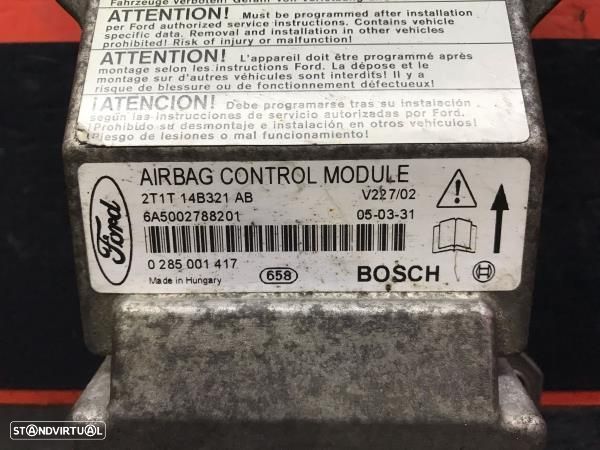 Fahrzeuge verboten!
ATTENTION! Must be programmed after installation
per Ford authorized service instructions. Contains vehicle
specific data. Removal and installation in other vehicles
prohibited! Risk of injury or malfunction!
ATTENTION! L'appareil doit être programmé après
montage selon les instructions Ford. La dépose et le
montage sur d'autres véhicules sont interdits! Il y a
risque de blessure ou de fonctionnement défectueux!
¡ATENCION! Debe programarse tras su instalación
según las instrucciones de servicio autorizadas por Ford.
¡Prohibido su desmontaje e instalación en otros vehículos!
Riesgo de lesiones o mal funcionamiento!
Ford
AIRBAG CONTROL MODULE
2T1T 14B321 AB V227/02
6A5002788201 05-03-31
0 285 001 417
Made in Hungary 658 BOSCH
STANDVIRTUAL